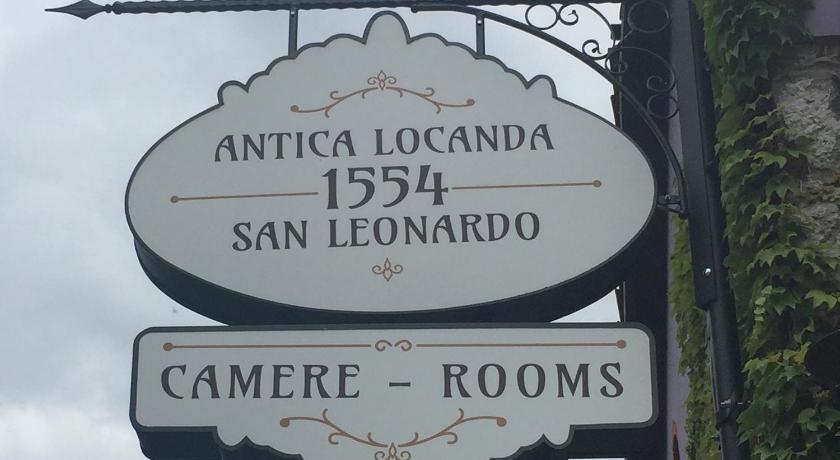 ANTICA LOCANDA
1554
SAN LEONARDO
CAMERE – ROOMS